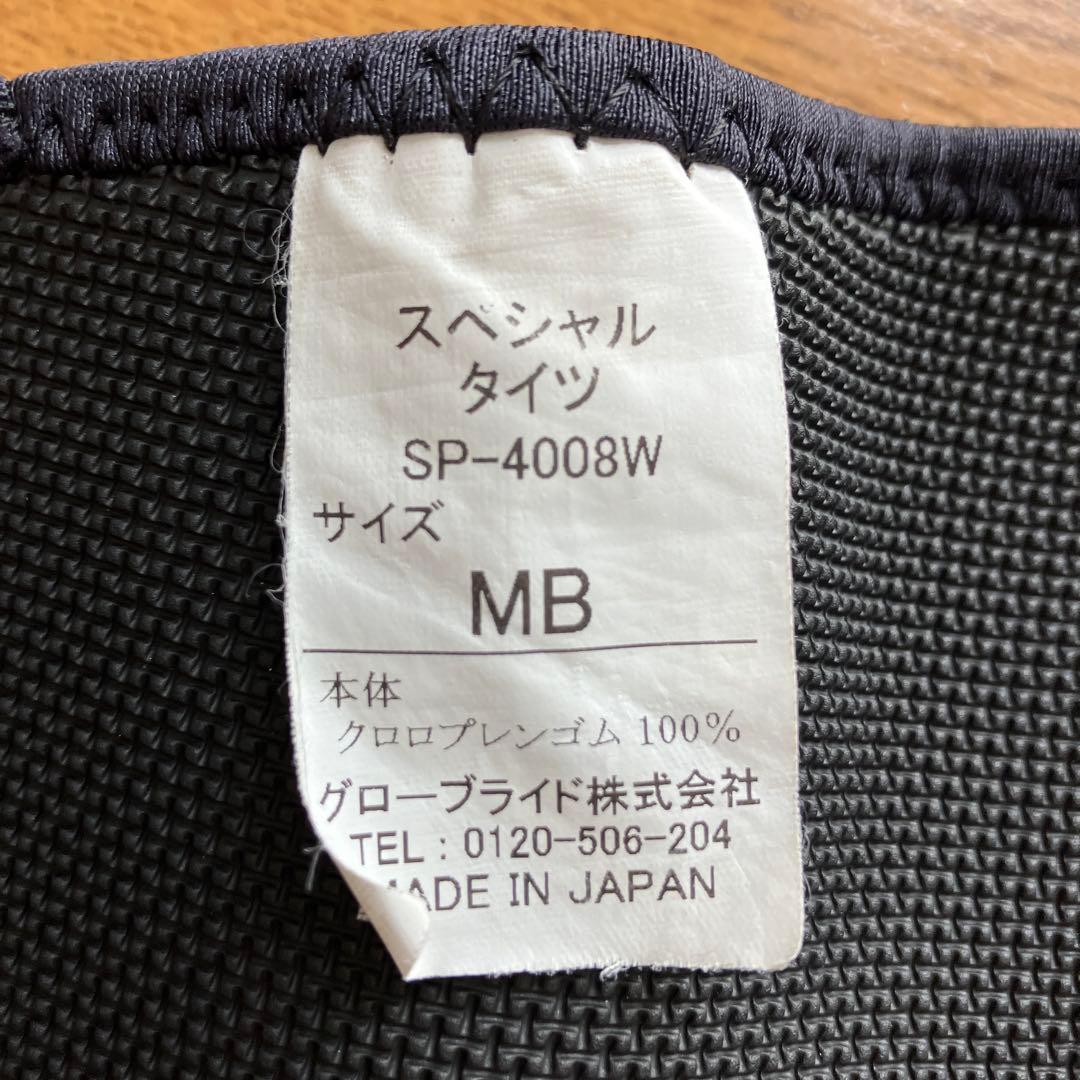 スペシャル
タイツ
SP-4008W
サイズ
MB
本体
クロロプレンゴム 100%
グローブライド株式会社
TEL : 0120-506-204
MADE IN JAPAN